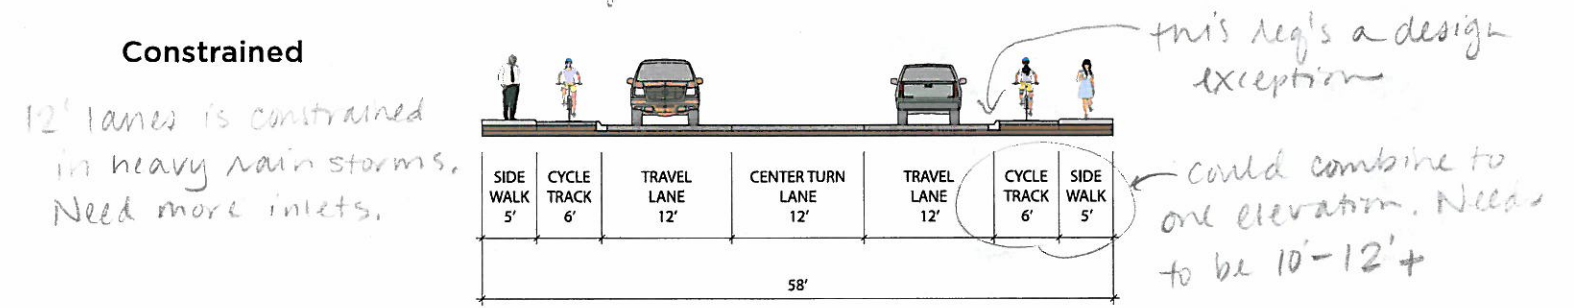 Constrained
12' lanes is constrained
in heavy rain storms.
Need more inlets.
this req's a design
exception
SIDE
WALK
5'
CYCLE
TRACK
6'
TRAVEL
LANE
12'
CENTER TURN
LANE
12'
TRAVEL
LANE
12'
CYCLE
TRACK
6'
SIDE
WALK
5'
could combine to
one elevation. Needs
to be 10'-12'+
58'